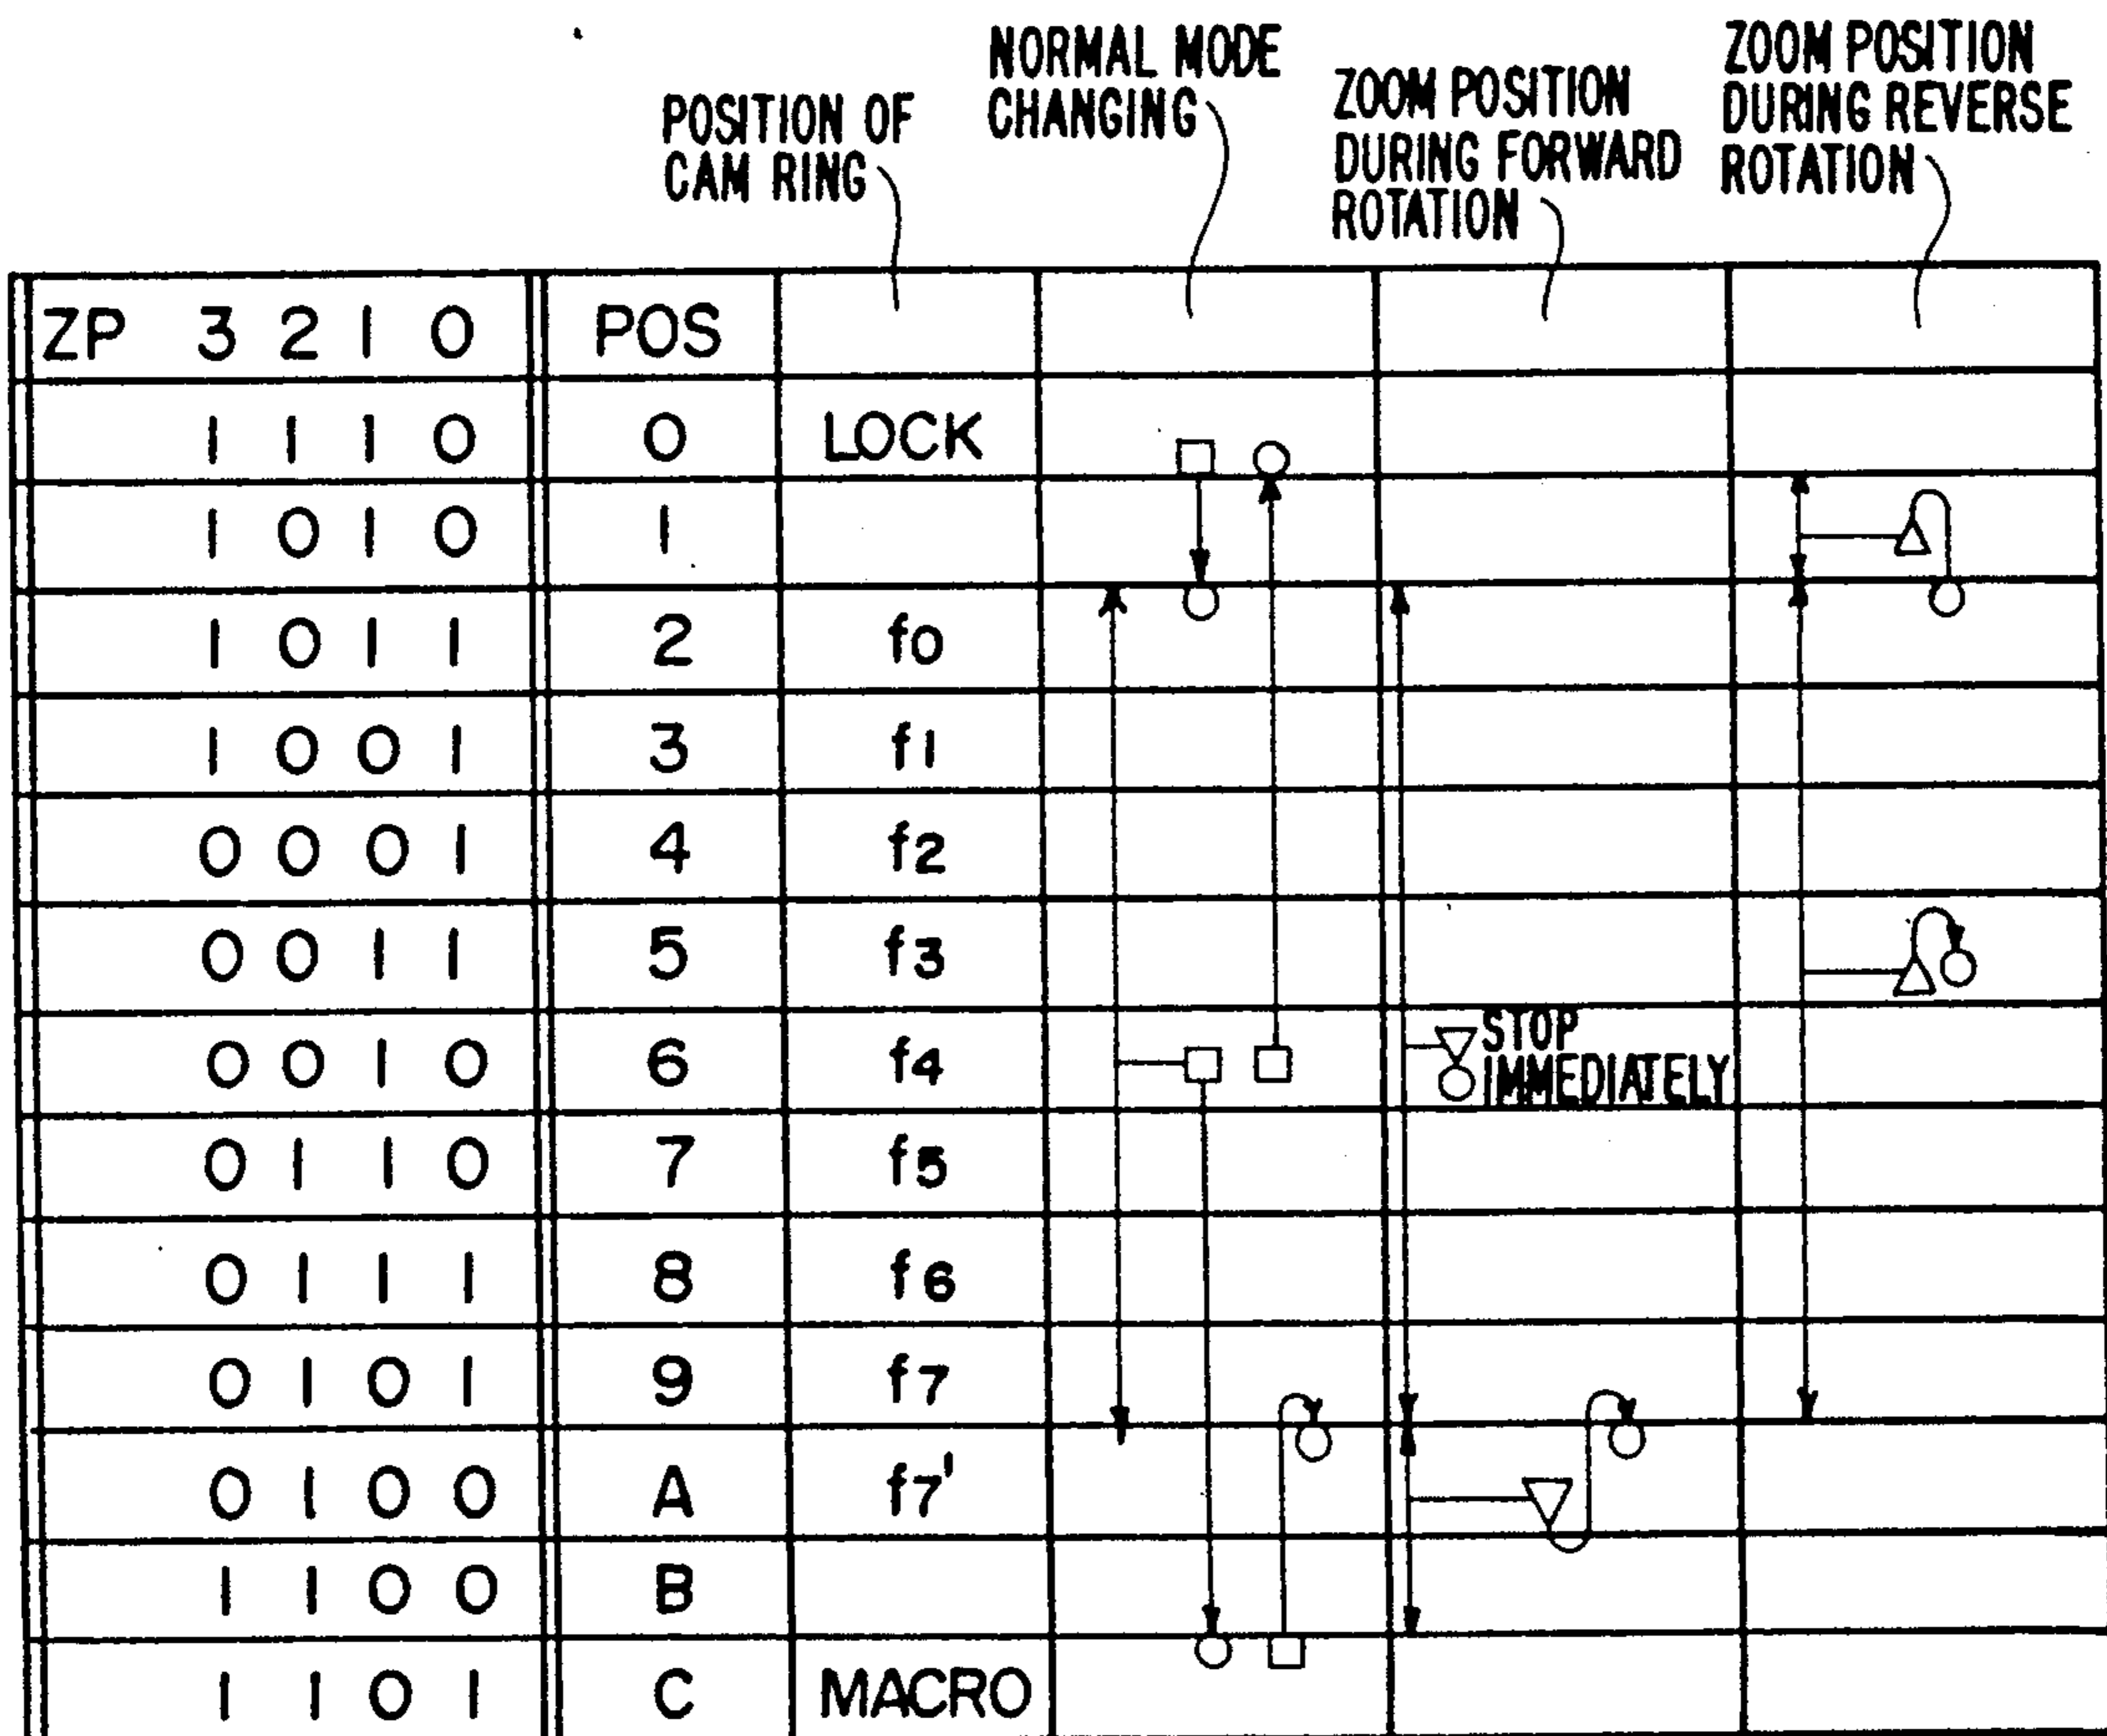 POSITION OF
CAM RING
NORMAL MODE
CHANGING
ZOOM POSITION
DURING FORWARD
ROTATION
ZOOM POSITION
DURING REVERSE
ROTATION
ZP 3 2 1 0 POS
1 1 1 0 0 LOCK
1 0 1 0 1
1 0 1 1 2 f0
1 0 0 1 3 f1
0 0 0 1 4 f2
0 0 1 1 5 f3
0 0 1 0 6 f4
STOP
IMMEDIATELY
0 1 1 0 7 f5
0 1 1 1 8 f6
0 1 0 1 9 f7
0 1 0 0 A f7'
1 1 0 0 B
1 1 0 1 C MACRO